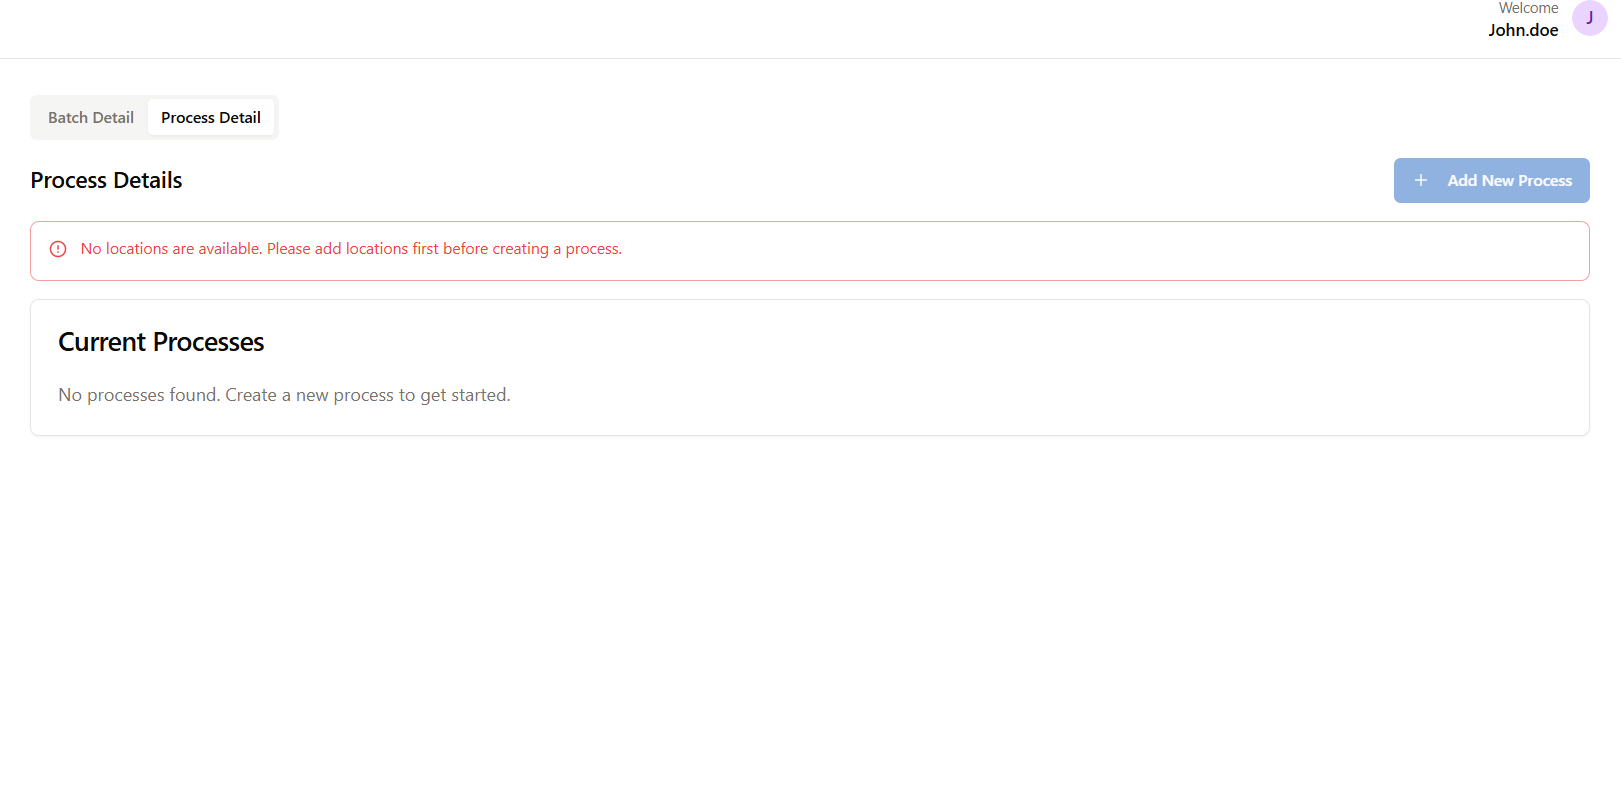 Welcome
John.doe
J
Batch Detail
Process Detail
Process Details
+ Add New Process
No locations are available. Please add locations first before creating a process.
Current Processes
No processes found. Create a new process to get started.